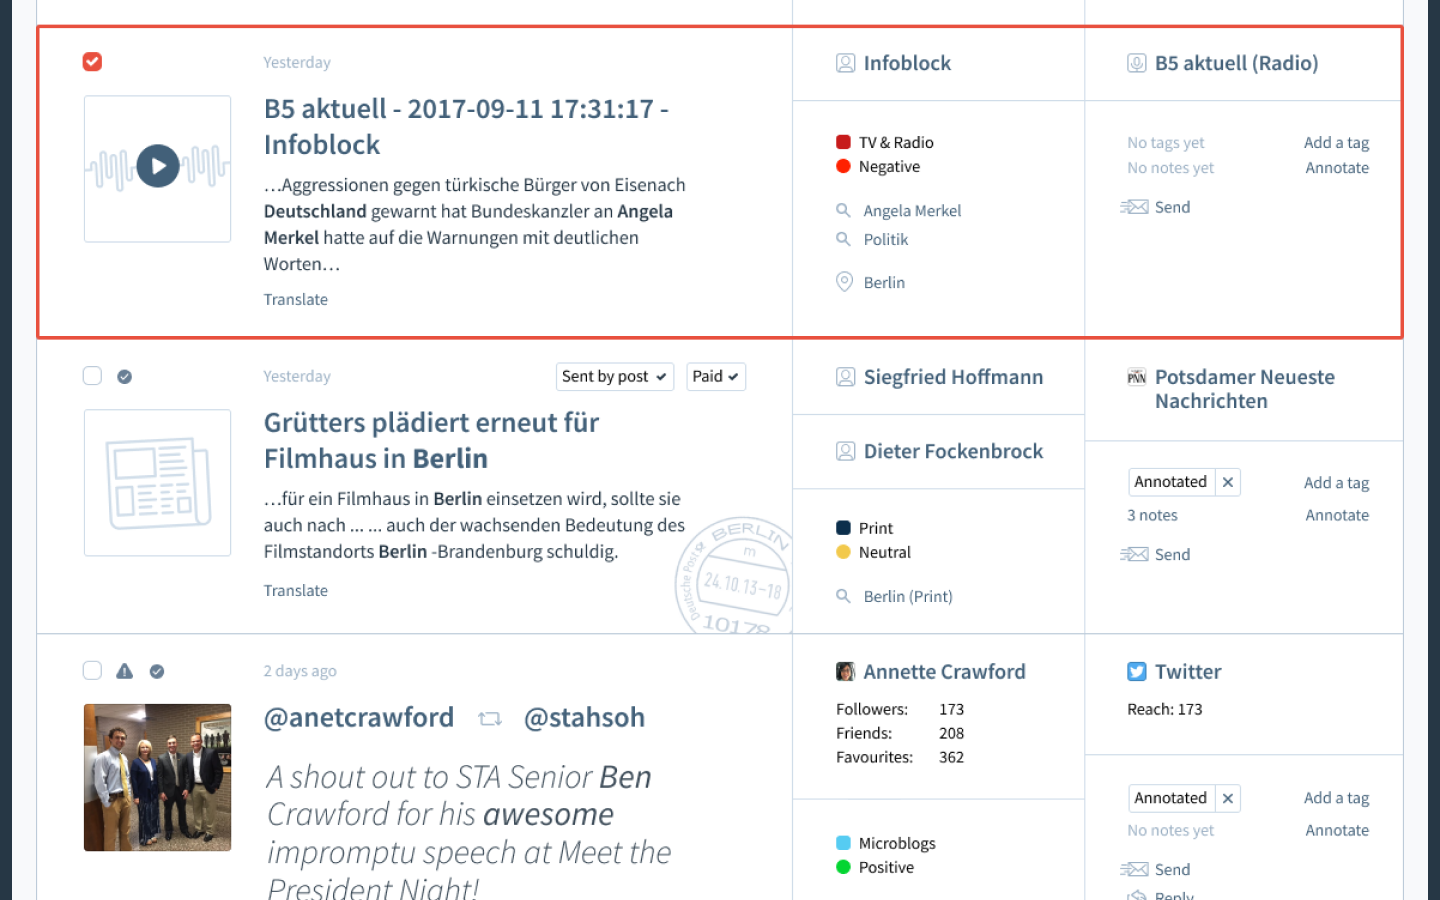 Yesterday
B5 aktuell - 2017-09-11 17:31:17 -
Infoblock
…Aggressionen gegen türkische Bürger von Eisenach
Deutschland gewarnt hat Bundeskanzler an Angela
Merkel hatte auf die Warnungen mit deutlichen
Worten…
Translate
Infoblock
TV & Radio
Negative
Angela Merkel
Politik
Berlin
B5 aktuell (Radio)
No tags yet
Add a tag
No notes yet
Annotate
Send
Yesterday
Sent by post
Paid
Grütters plädiert erneut für
Filmhaus in Berlin
…für ein Filmhaus in Berlin einsetzen wird, sollte sie
auch nach ... ... auch der wachsenden Bedeutung des
Filmstandorts Berlin -Brandenburg schuldig.
Translate
BERLIN
m
Deutsche Post
24.10.13-18
10178
Siegfried Hoffmann
Dieter Fockenbrock
Print
Neutral
Berlin (Print)
PNN
Potsdamer Neueste
Nachrichten
Annotated
Add a tag
3 notes
Annotate
Send
2 days ago
@anetcrawford
@stahsoh
A shout out to STA Senior Ben
Crawford for his awesome
impromptu speech at Meet the
President Night!
Annette Crawford
Followers: 173
Friends: 208
Favourites: 362
Microblogs
Positive
Twitter
Reach: 173
Annotated
Add a tag
No notes yet
Annotate
Send
Reply